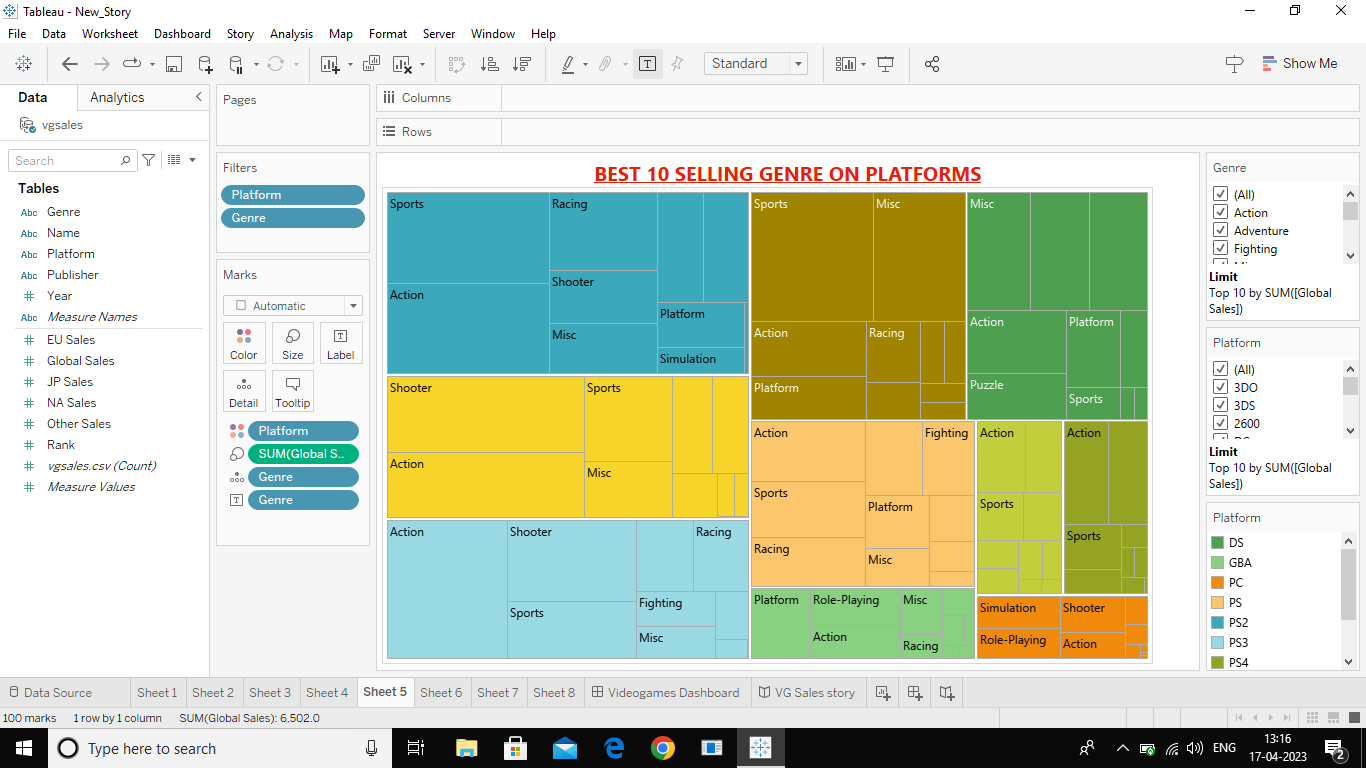 Tableau - New_Story
File Data Worksheet Dashboard Story Analysis Map Format Server Window Help
Standard
Show Me
Data Analytics
vgsales
Search
Tables
Abc Genre
Abc Name
Abc Platform
Abc Publisher
# Year
Abc Measure Names
# EU Sales
# Global Sales
# JP Sales
# NA Sales
# Other Sales
# Rank
# vgsales.csv (Count)
# Measure Values
Pages
Filters
Platform
Genre
Marks
Automatic
Color Size Label
Detail Tooltip
Platform
SUM(Global S..
Genre
Genre
Columns
Rows
BEST 10 SELLING GENRE ON PLATFORMS
Sports Racing
Action Shooter
Misc
Platform
Simulation
Shooter Sports
Action Misc
Action Shooter Racing
Sports Fighting
Misc
Sports Misc
Action Racing
Platform
Misc
Action Platform
Puzzle Sports
Action Fighting
Sports Platform
Racing Misc
Action
Sports
Action
Sports
Platform Role-Playing Misc
Action Racing
Simulation Shooter
Role-Playing Action
Genre
(All)
Action
Adventure
Fighting
Limit
Top 10 by SUM([Global
Sales])
Platform
(All)
3DO
3DS
2600
Limit
Top 10 by SUM([Global
Sales])
Platform
DS
GBA
PC
PS
PS2
PS3
PS4
Data Source Sheet 1 Sheet 2 Sheet 3 Sheet 4 Sheet 5 Sheet 6 Sheet 7 Sheet 8 Videogames Dashboard VG Sales story
100 marks 1 row by 1 column SUM(Global Sales): 6,502.0
Type here to search
ENG
13:16
17-04-2023
2